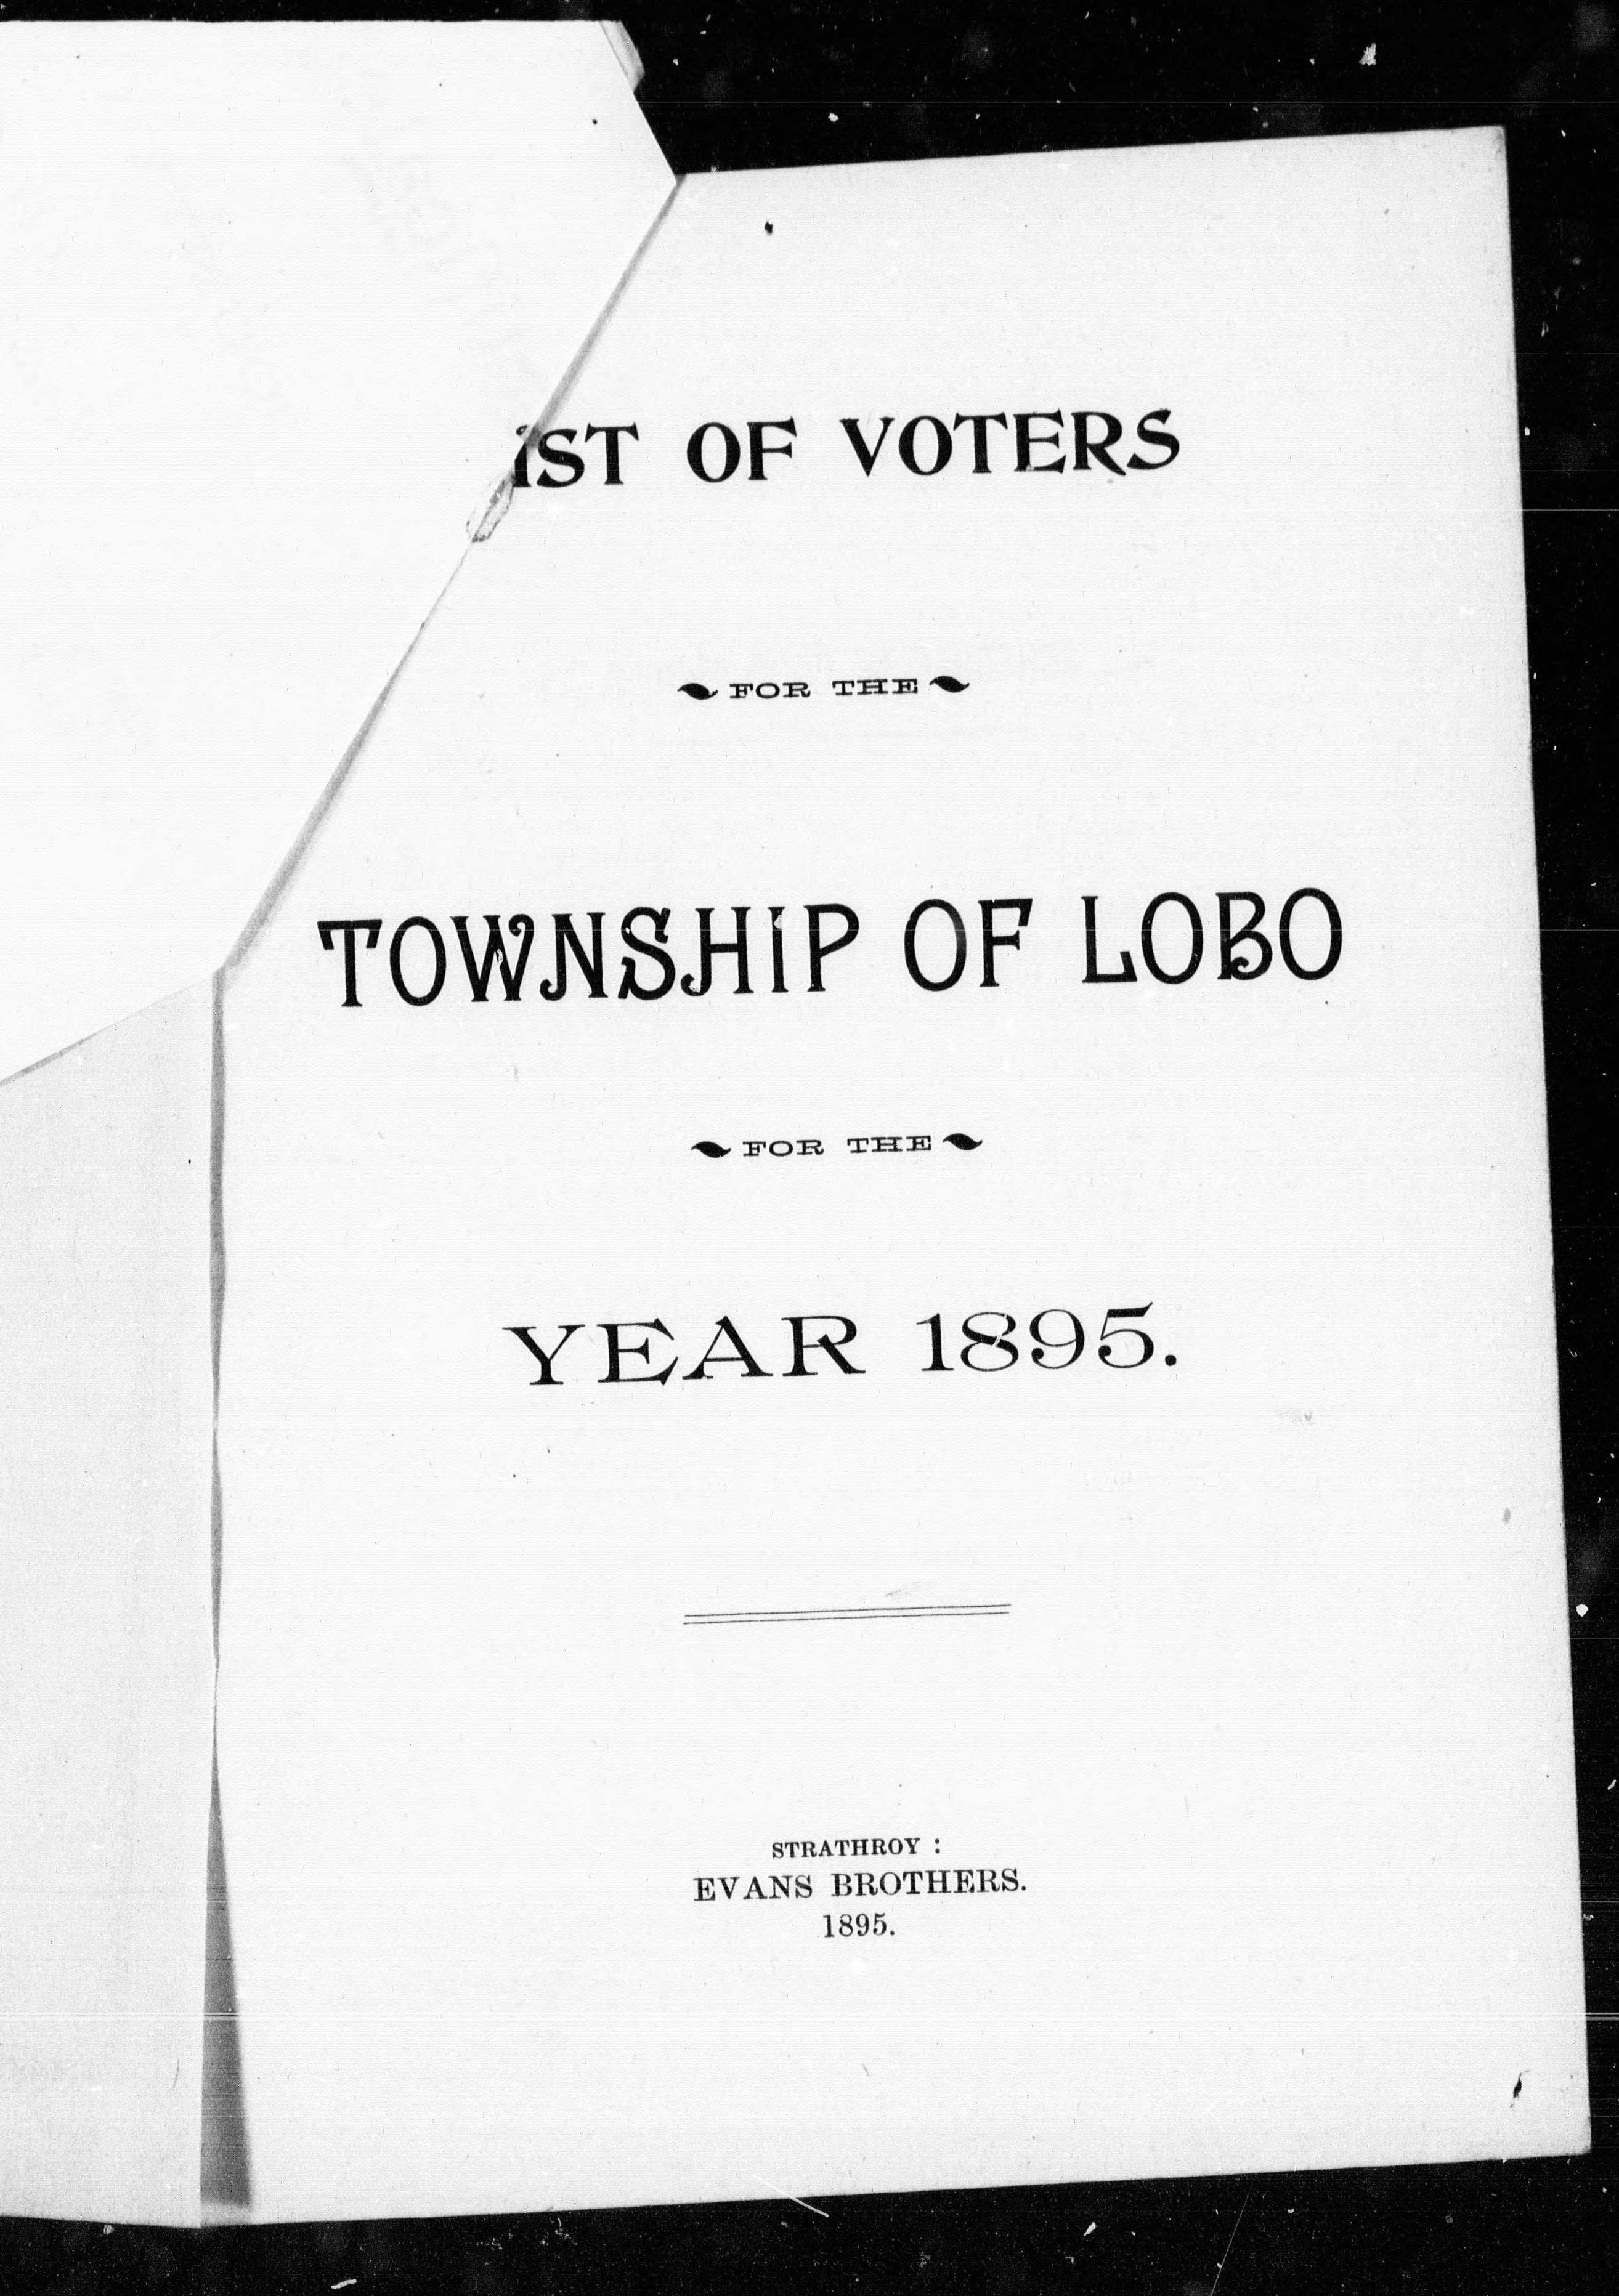 IST OF VOTERS
FOR THE
TOWNSHIP OF LOBO
FOR THE
YEAR 1895.
STRATHROY :
EVANS BROTHERS.
1895.